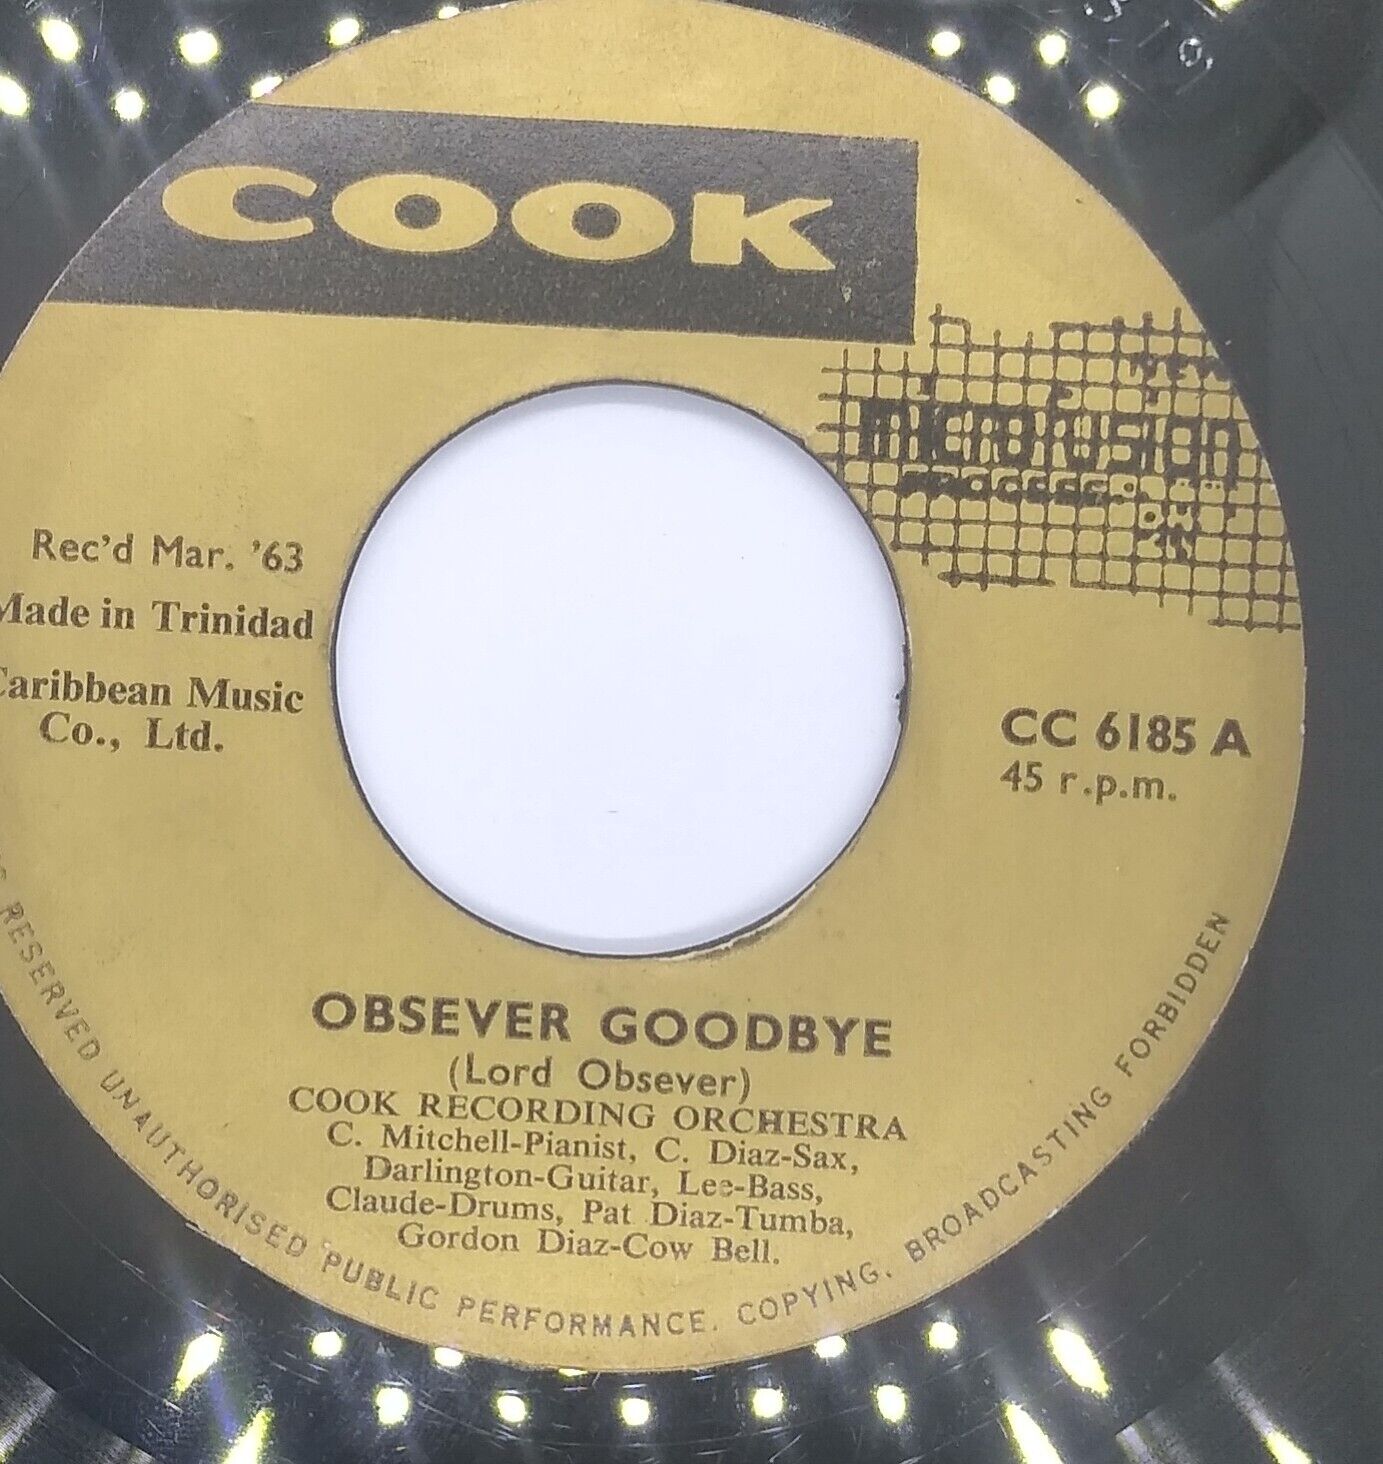 COOK
MICROFUSION
Rec'd Mar. '63
Made in Trinidad
Caribbean Music
Co., Ltd.
CC 6185 A
45 r.p.m.
OBSEVER GOODBYE
(Lord Obsever)
COOK RECORDING ORCHESTRA
C. Mitchell-Pianist, C. Diaz-Sax,
Darlington-Guitar, Lee-Bass,
Claude-Drums, Pat Diaz-Tumba,
Gordon Diaz-Cow Bell.
RESERVED UNAUTHORISED PUBLIC PERFORMANCE. COPYING. BROADCASTING FORBIDDEN